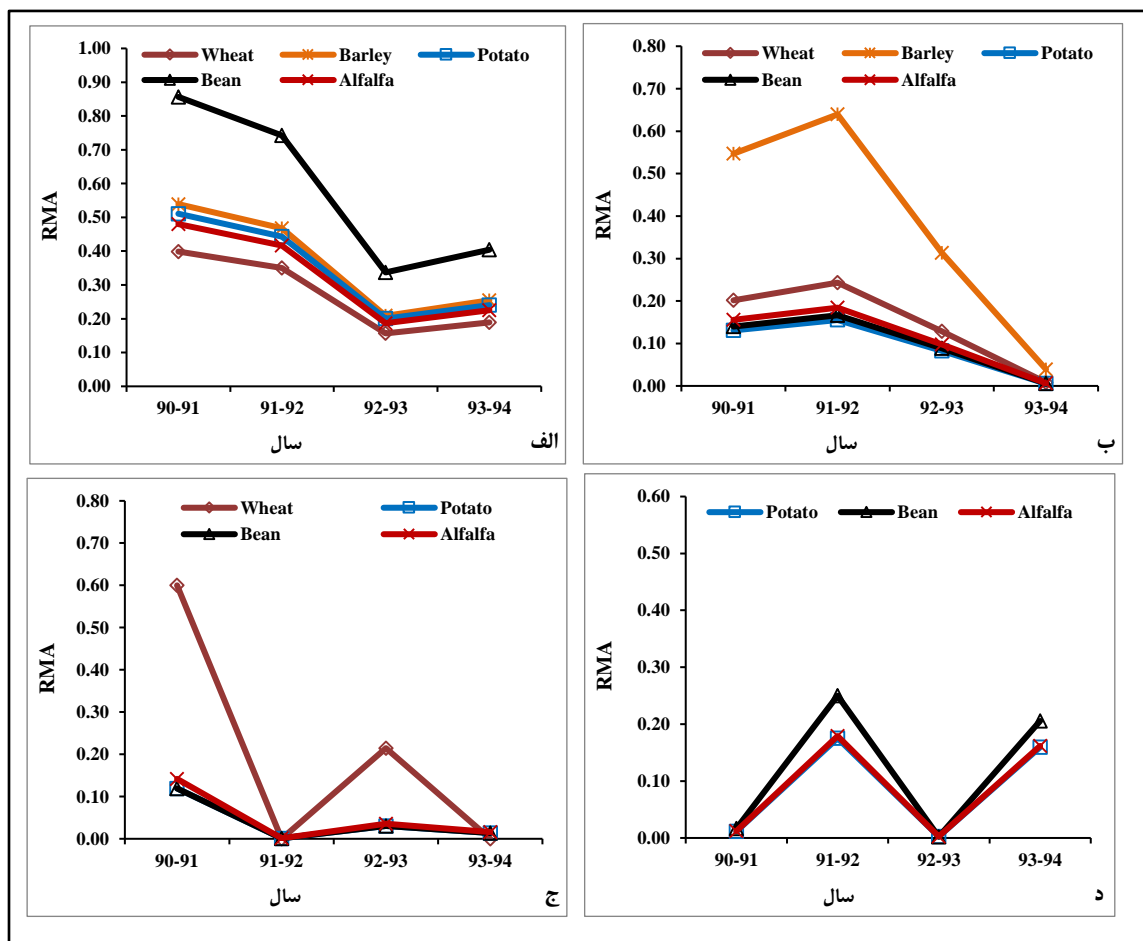 Wheat Barley Potato
Bean Alfalfa
1.00
0.90
0.80
0.70
0.60
0.50
0.40
0.30
0.20
0.10
0.00
RMA
90-91 91-92 92-93 93-94
سال
الف
Wheat Barley Potato
Bean Alfalfa
0.80
0.70
0.60
0.50
0.40
0.30
0.20
0.10
0.00
RMA
90-91 91-92 92-93 93-94
سال
ب
Wheat Potato
Bean Alfalfa
0.80
0.70
0.60
0.50
0.40
0.30
0.20
0.10
0.00
RMA
90-91 91-92 92-93 93-94
سال
ج
Potato Bean Alfalfa
0.60
0.50
0.40
0.30
0.20
0.10
0.00
RMA
90-91 91-92 92-93 93-94
سال
د